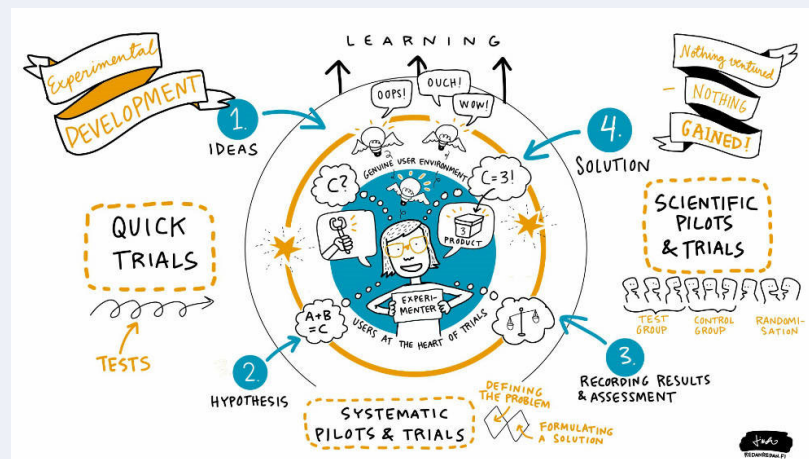 Experimental
DEVELOPMENT
LEARNING
Nothing ventured
– NOTHING
GAINED!
1.
IDEAS
OOPS!
OUCH!
WOW!
4.
SOLUTION
GENUINE USER ENVIRONMENT
C?
C=3!
3
PRODUCT
QUICK
TRIALS
TESTS
SCIENTIFIC
PILOTS
& TRIALS
TEST
GROUP
CONTROL
GROUP
RANDOMI-
SATION
EXPERI-
MENTER
A+B
=C
USERS AT THE HEART OF TRIALS
2.
HYPOTHESIS
3.
RECORDING RESULTS
& ASSESSMENT
SYSTEMATIC
PILOTS & TRIALS
DEFINING
THE PROBLEM
FORMULATING
A SOLUTION
REDANREDAN.FI